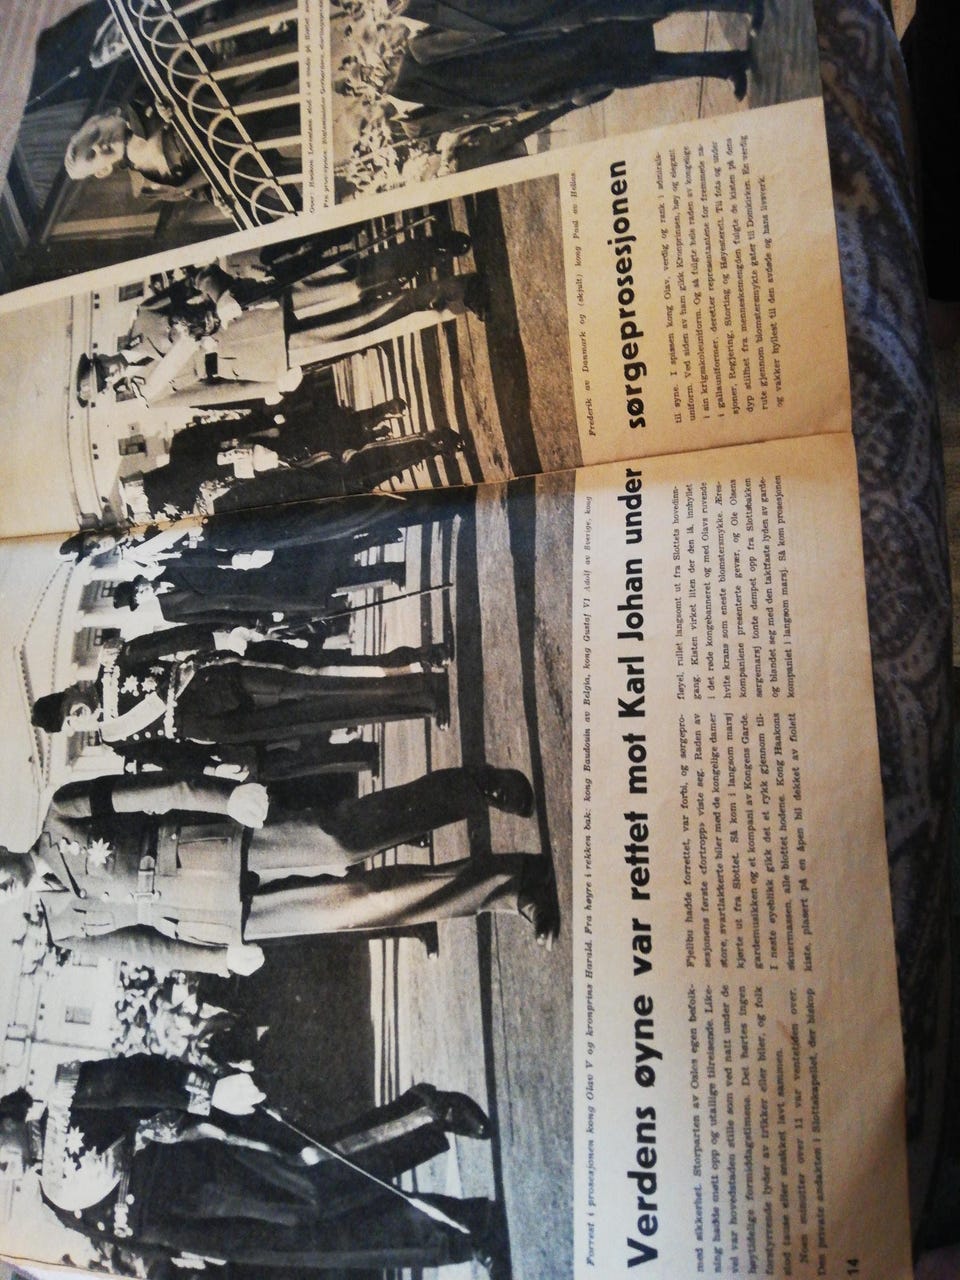 Forrest i prosesjonen kong Olav V og kronprins Harald. Fra høyre i rekken bak: kong Baudouin av Belgia, kong Gustaf VI Adolf av Sverige, kong
Frederik av Danmark og (skjult) kong Paul av Hellas.
Verdens øyne var rettet mot Karl Johan under sørgeprosesjonen
med sikkerhet. Storparten av Oslos egen befolk-
ning hadde møtt opp og utallige tilreisende. Like-
vel var hovedstaden stille som ved natt under de
høytidelige formiddagstimene. Det hørtes ingen
forstyrrende lyder av trikker eller biler, og folk
stod tause eller snakket lavt sammen.
Noen minutter over 11 var ventetiden over.
Den private andakten i Slottskapellet, der biskop
Fjellbu hadde forrettet, var forbi, og sørgepro-
sesjonens første «fortropp» viste seg. Raden av
store, svartlakkerte biler med de kongelige damer
kjørte ut fra Slottet. Så kom i langsom marsj
gardemusikken og et kompani av Kongens Garde.
I neste øyeblikk gikk det et rykk gjennom til-
skuermassen, alle blottet hodene. Kong Haakons
kiste, plasert på en åpen bil dekket av fiolett
fløyel, rullet langsomt ut fra Slottets hovedinn-
gang. Kisten virket liten der den lå innhyllet
i det røde kongebanneret og med Olavs ruvende
hvite krans som eneste blomstersmykke. Æres-
kompaniene presenterte gevær, og Ole Olsens
sørgemarsj tonte dempet opp fra Slottsbakken
og blandet seg med den taktfaste lyden av garde-
kompaniet i langsom marsj. Så kom prosesjonen
til syne. I spissen kong Olav, verdig og rank i admirals-
uniform. Ved siden av ham gikk Kronprinsen, høy og elegant
i sin krigsskoleuniform. Og så fulgte hele raden av kongelige
i gallauniformer, deretter representantene for fremmede na-
sjoner, Regjering, Storting og Høyesterett. Til fots og under
dyp stillhet fra menneskemengden fulgte de kisten på dens
rute gjennom blomstersmykte gater til Domkirken. En verdig
og vakker hyllest til den avdøde og hans livsverk.
14
Over: Haakon
Fra prosesjonen: